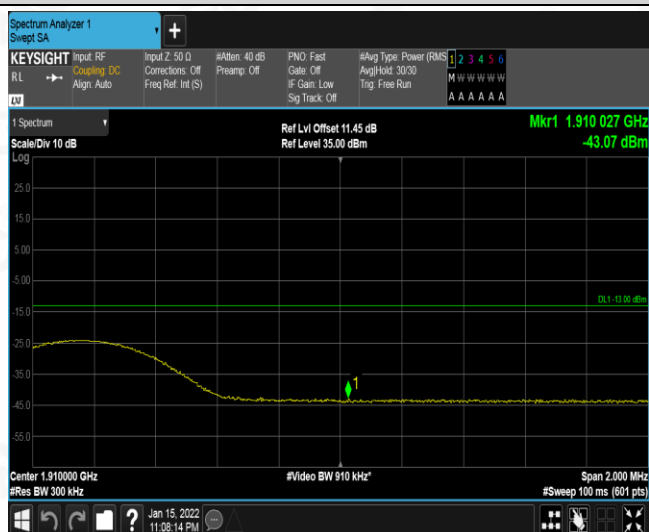 Spectrum Analyzer 1
Swept SA
+
KEYSIGHT
RL
Input: RF
Coupling: DC
Align: Auto
Input Z: 50 Ω
Corrections: Off
Freq Ref: Int (S)
#Atten: 40 dB
Preamp: Off
PNO: Fast
Gate: Off
IF Gain: Low
Sig Track: Off
#Avg Type: Power (RMS
Avg|Hold: 30/30
Trig: Free Run
1 2 3 4 5 6
M W W W W W
A A A A A A
LXI
1 Spectrum
Scale/Div 10 dB
Log
Ref Lvl Offset 11.45 dB
Ref Level 35.00 dBm
Mkr1 1.910 027 GHz
-43.07 dBm
25.0
15.0
5.00
-5.00
DL1 -13.00 dBm
-15.0
-25.0
-35.0
1
-45.0
-55.0
Center 1.910000 GHz
#Res BW 300 kHz
#Video BW 910 kHz*
Span 2.000 MHz
#Sweep 100 ms (601 pts)
?
Jan 15, 2022
11:08:14 PM